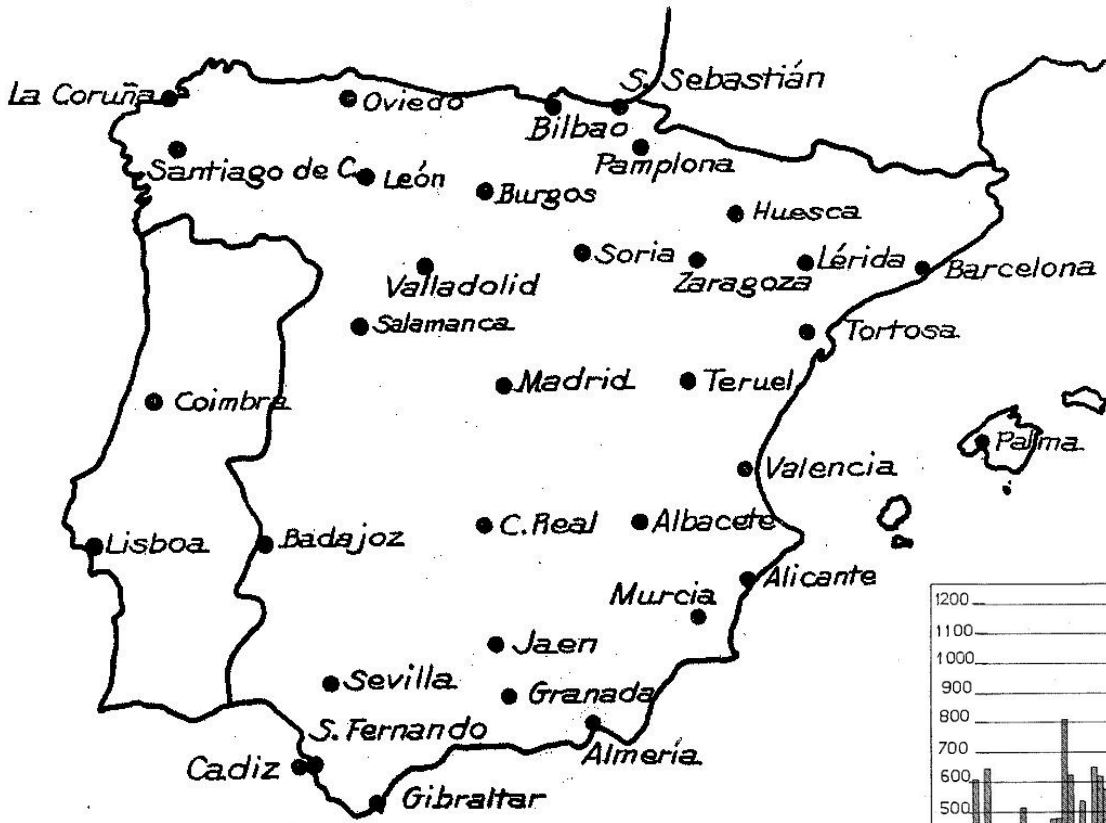 S. Sebastián
La Coruña
Oviedo
Bilbao
Pamplona
Santiago de C.
León
Burgos
Huesca
Soria
Zaragoza
Lérida
Barcelona
Valladolid
Salamanca
Tortosa
Madrid
Teruel
Coimbra
Palma
Valencia
C. Real
Albacete
Lisboa
Badajoz
Alicante
Murcia
Jaen
Sevilla
Granada
S. Fernando
Almería
Cadiz
Gibraltar
1200
1100
1000
900
800
700
600
500